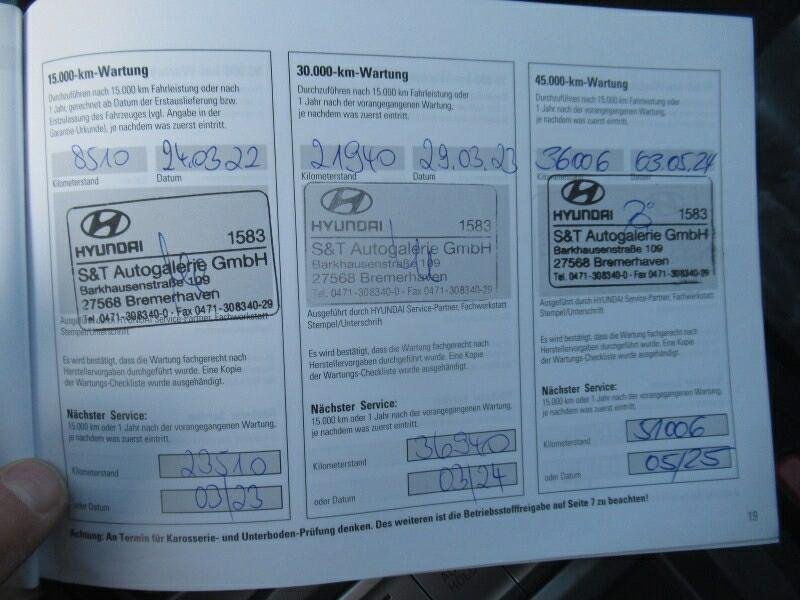 15.000-km-Wartung
Durchzuführen nach 15.000 km Fahrleistung oder nach
1 Jahr, gerechnet ab Datum der Erstauslieferung bzw.
Erstzulassung des Fahrzeuges (vgl. Angabe in der
Garantie-Urkunde), je nachdem was zuerst eintritt.
8510 24.03.22
Kilometerstand Datum
HYUNDAI 1583
S&T Autogalerie GmbH
Barkhausenstraße 109
27568 Bremerhaven
Tel. 0471-308340-0 - Fax 0471-308340-29
Ausgeführt durch HYUNDAI Service-Partner, Fachwerkstatt
Stempel/Unterschrift
Es wird bestätigt, dass die Wartung fachgerecht nach
Herstellervorgaben durchgeführt wurde. Eine Kopie
der Wartungs-Checkliste wurde ausgehändigt.
Nächster Service:
15.000 km oder 1 Jahr nach der vorangegangenen Wartung,
je nachdem was zuerst eintritt.
Kilometerstand 23510
oder Datum 03/23
30.000-km-Wartung
Durchzuführen nach 15.000 km Fahrleistung oder
1 Jahr nach der vorangegangenen Wartung,
je nachdem was zuerst eintritt.
21940 29.03.23
Kilometerstand Datum
HYUNDAI 1583
S&T Autogalerie GmbH
Barkhausenstraße 109
27568 Bremerhaven
Tel. 0471-308340-0 - Fax 0471-308340-29
Ausgeführt durch HYUNDAI Service-Partner, Fachwerkstatt
Stempel/Unterschrift
Es wird bestätigt, dass die Wartung fachgerecht nach
Herstellervorgaben durchgeführt wurde. Eine Kopie
der Wartungs-Checkliste wurde ausgehändigt.
Nächster Service:
15.000 km oder 1 Jahr nach der vorangegangenen Wartung,
je nachdem was zuerst eintritt.
Kilometerstand 36940
oder Datum 03/24
45.000-km-Wartung
Durchzuführen nach 15.000 km Fahrleistung oder
1 Jahr nach der vorangegangenen Wartung,
je nachdem was zuerst eintritt.
36006 03.05.24
Kilometerstand Datum
HYUNDAI 1583
S&T Autogalerie GmbH
Barkhausenstraße 109
27568 Bremerhaven
Tel. 0471-308340-0 - Fax 0471-308340-29
Ausgeführt durch HYUNDAI Service-Partner, Fachwerkstatt
Stempel/Unterschrift
Es wird bestätigt, dass die Wartung fachgerecht nach
Herstellervorgaben durchgeführt wurde. Eine Kopie
der Wartungs-Checkliste wurde ausgehändigt.
Nächster Service:
15.000 km oder 1 Jahr nach der vorangegangenen Wartung,
je nachdem was zuerst eintritt.
Kilometerstand 51006
oder Datum 05/25
Achtung: An Termin für Karosserie- und Unterboden-Prüfung denken. Des weiteren ist die Betriebsstofffreigabe auf Seite 7 zu beachten!
19